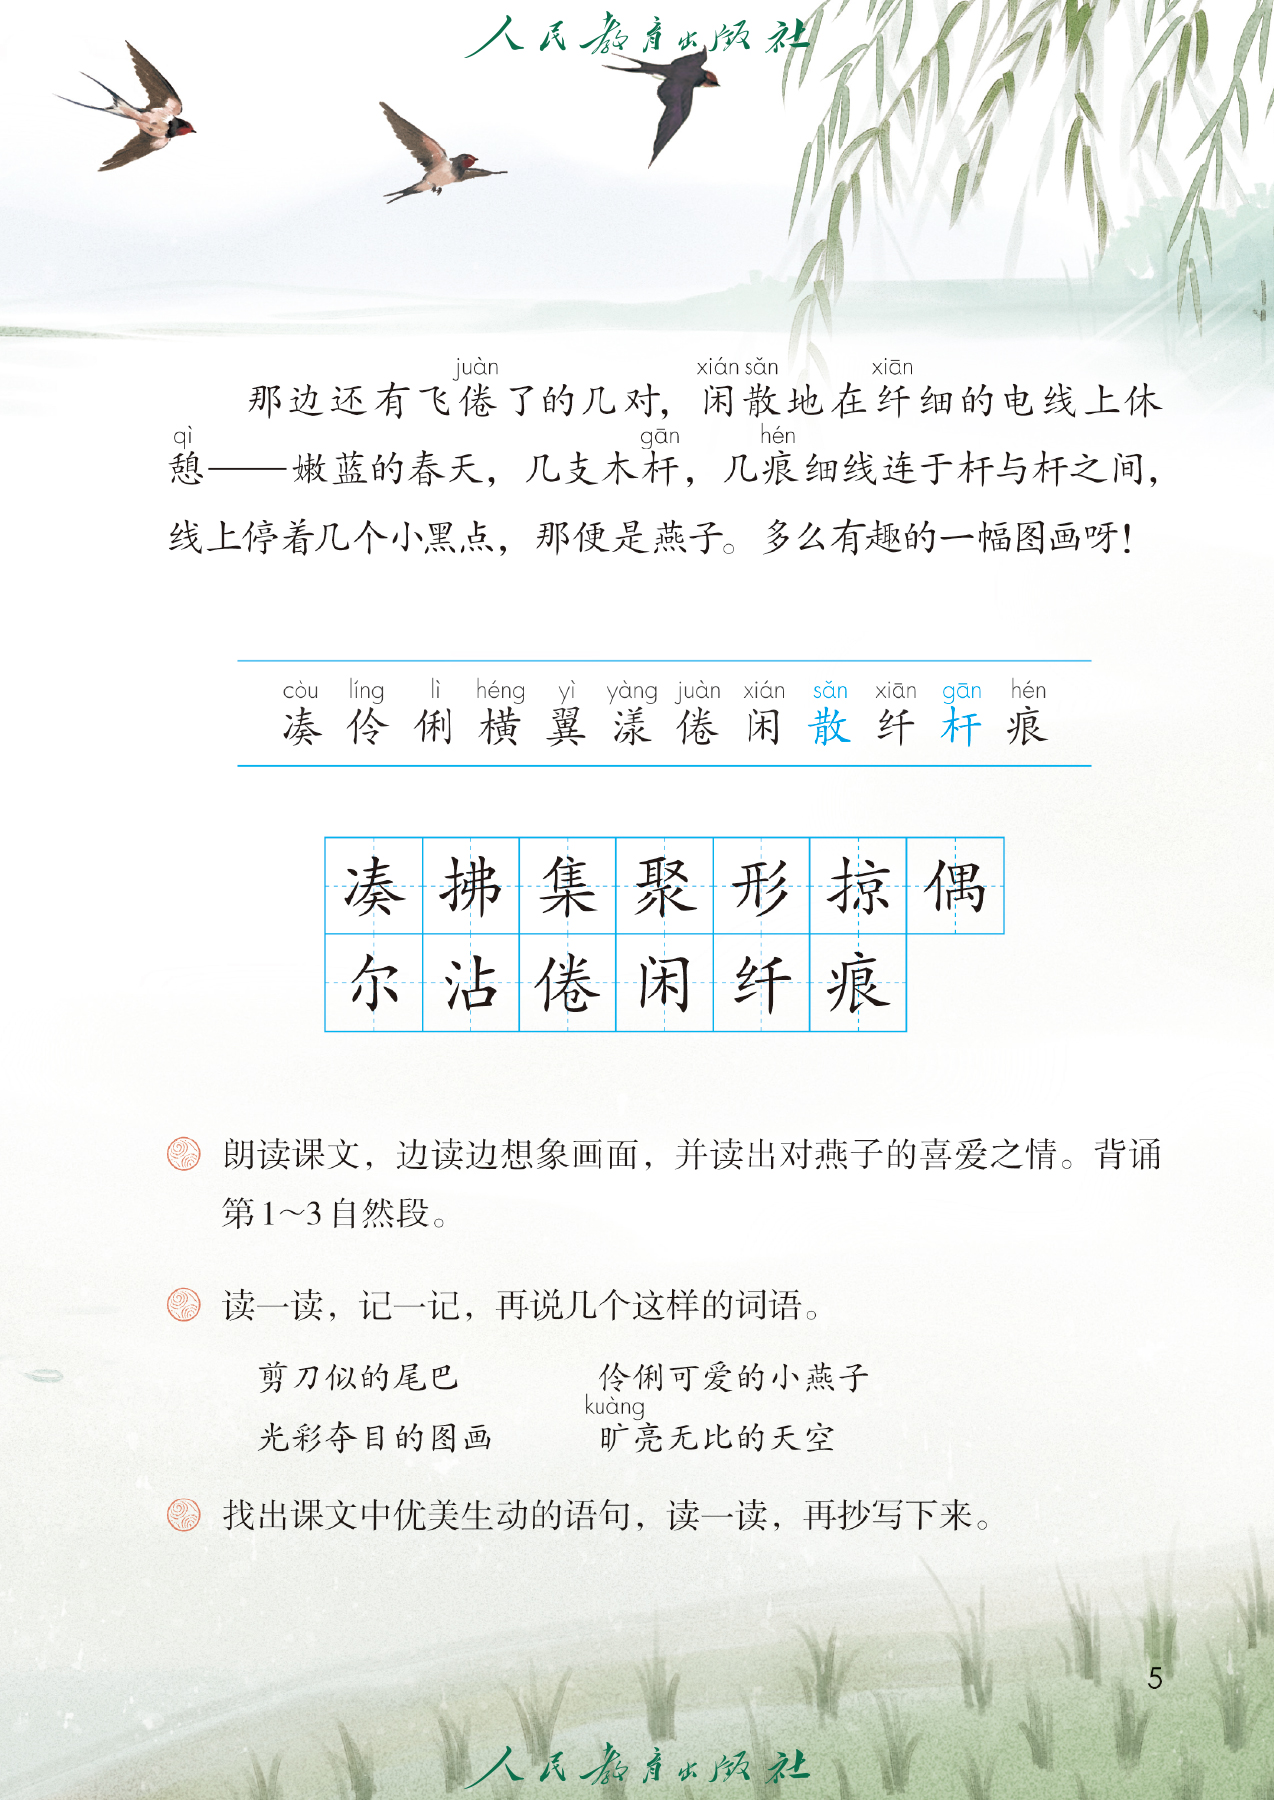 人民教育出版社
juàn xián sǎn xiān
那边还有飞倦了的几对，闲散地在纤细的电线上休
qì gān hén
憩——嫩蓝的春天，几支木杆，几痕细线连于杆与杆之间，
线上停着几个小黑点，那便是燕子。多么有趣的一幅图画呀！
còu líng lì héng yì yàng juàn xián sǎn xiān gān hén
凑 伶 俐 横 翼 漾 倦 闲 散 纤 杆 痕
凑 拂 集 聚 形 掠 偶
尔 沾 倦 闲 纤 痕
朗读课文，边读边想象画面，并读出对燕子的喜爱之情。背诵
第1～3自然段。
读一读，记一记，再说几个这样的词语。
剪刀似的尾巴 伶俐可爱的小燕子
kuàng
光彩夺目的图画 旷亮无比的天空
找出课文中优美生动的语句，读一读，再抄写下来。
5
人民教育出版社